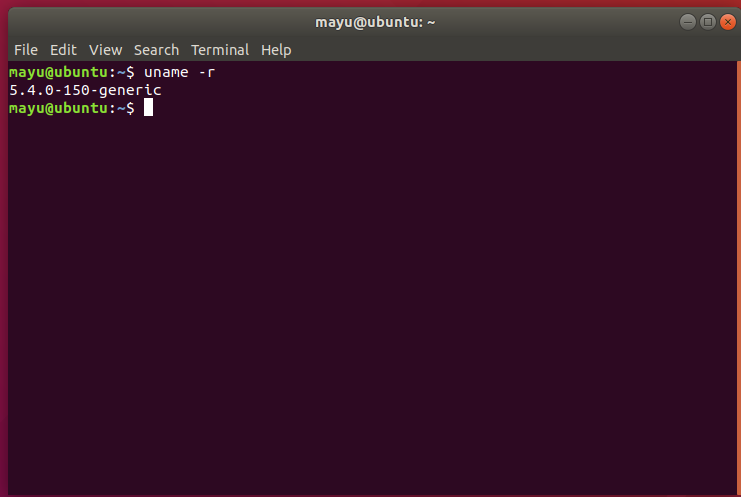 mayu@ubuntu: ~
File Edit View Search Terminal Help
mayu@ubuntu:~$ uname -r
5.4.0-150-generic
mayu@ubuntu:~$